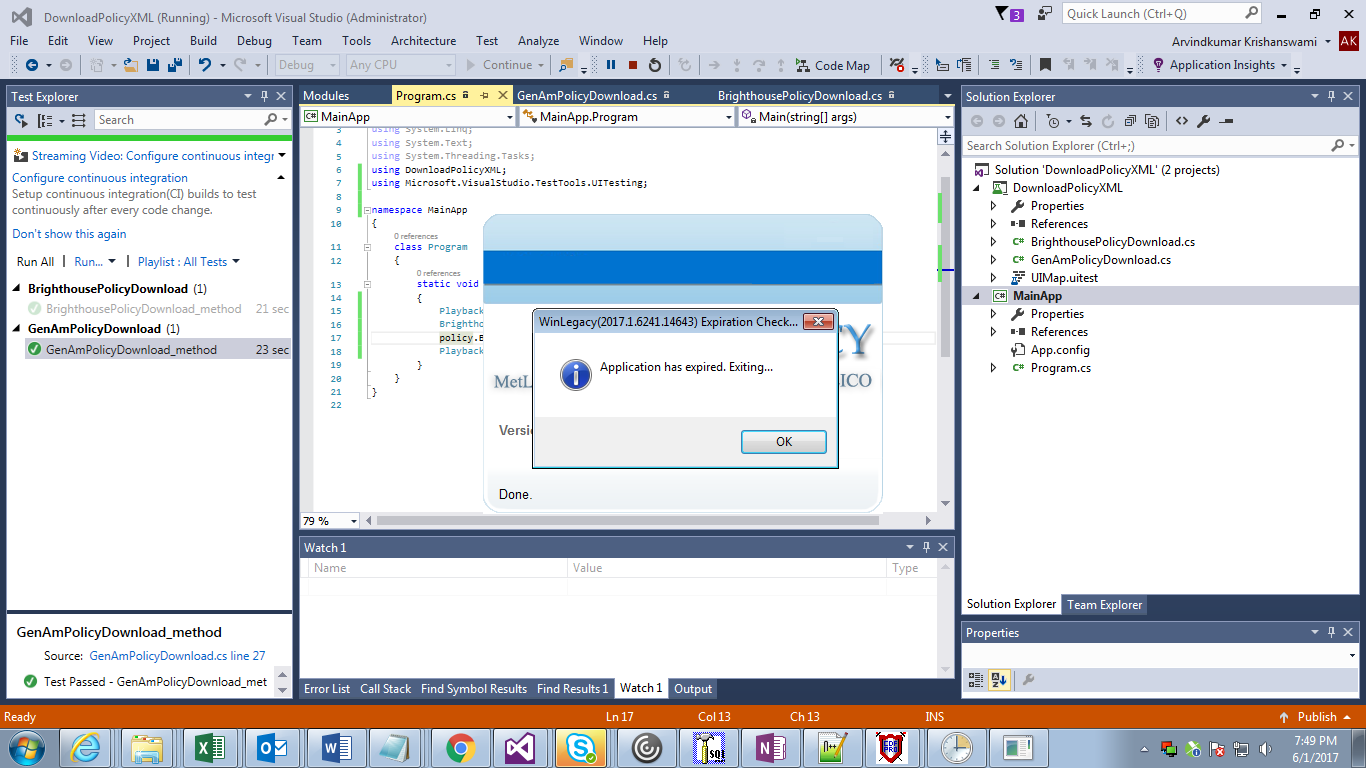 DownloadPolicyXML (Running) - Microsoft Visual Studio (Administrator)
3
Quick Launch (Ctrl+Q)
File Edit View Project Build Debug Team Tools Architecture Test Analyze Window Help
Arvindkumar Krishanswami
AK
Debug Any CPU Continue Code Map Application Insights
Test Explorer
Search
Streaming Video: Configure continuous integr
Configure continuous integration
Setup continuous integration(CI) builds to test
continuously after every code change.
Don't show this again
Run All | Run... | Playlist : All Tests
BrighthousePolicyDownload (1)
BrighthousePolicyDownload_method 21 sec
GenAmPolicyDownload (1)
GenAmPolicyDownload_method 23 sec
GenAmPolicyDownload_method
Source: GenAmPolicyDownload.cs line 27
Test Passed - GenAmPolicyDownload_met
Modules Program.cs GenAmPolicyDownload.cs BrighthousePolicyDownload.cs
C# MainApp MainApp.Program Main(string[] args)
3 using System.Linq;
4 using System.Text;
5 using System.Threading.Tasks;
6 using DownloadPolicyXML;
7 using Microsoft.VisualStudio.TestTools.UITesting;
8
9 namespace MainApp
10 {
0 references
11 class Program
12 {
0 references
13 static void
14 {
15 Playback
16 Brightho
17 policy.B
18 Playback
19 }
20 }
21 }
22
79 %
WinLegacy(2017.1.6241.14643) Expiration Check...
Application has expired. Exiting...
OK
CY
MetL
SICO
Versio
Done.
Watch 1
Name Value Type
Error List Call Stack Find Symbol Results Find Results 1 Watch 1 Output
Solution Explorer
Search Solution Explorer (Ctrl+;)
Solution 'DownloadPolicyXML' (2 projects)
DownloadPolicyXML
Properties
References
C# BrighthousePolicyDownload.cs
C# GenAmPolicyDownload.cs
UIMap.uitest
C# MainApp
Properties
References
App.config
C# Program.cs
Solution Explorer Team Explorer
Properties
Ready Ln 17 Col 13 Ch 13 INS Publish
7:49 PM
6/1/2017